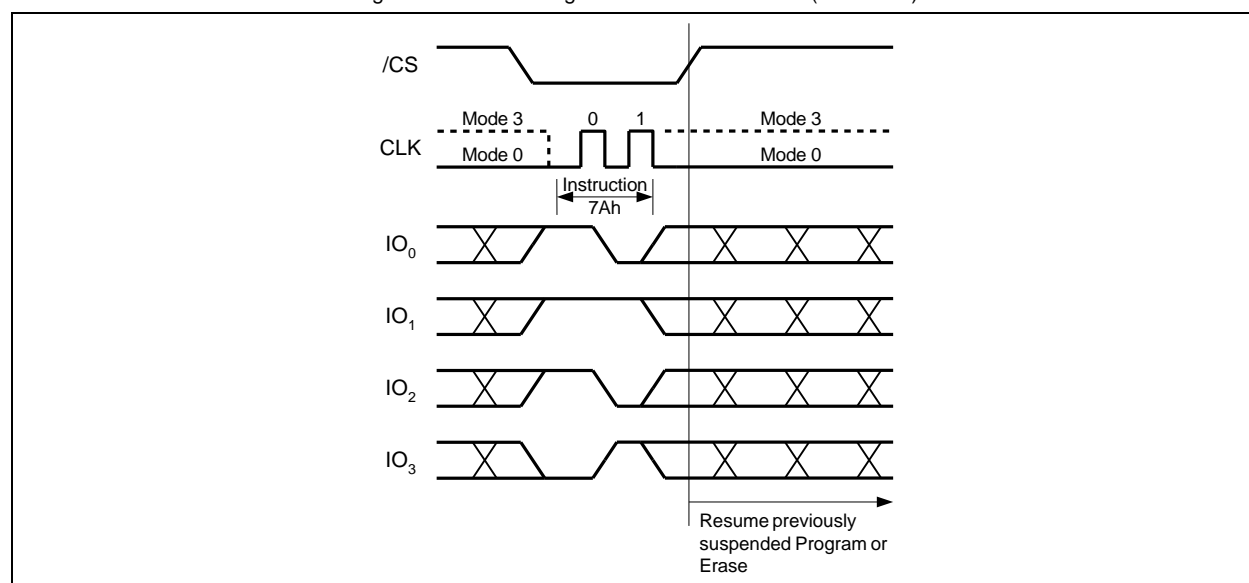 /CS
Mode 3 0 1 Mode 3
CLK
Mode 0 Mode 0
Instruction
7Ah
IO0
IO1
IO2
IO3
Resume previously
suspended Program or
Erase